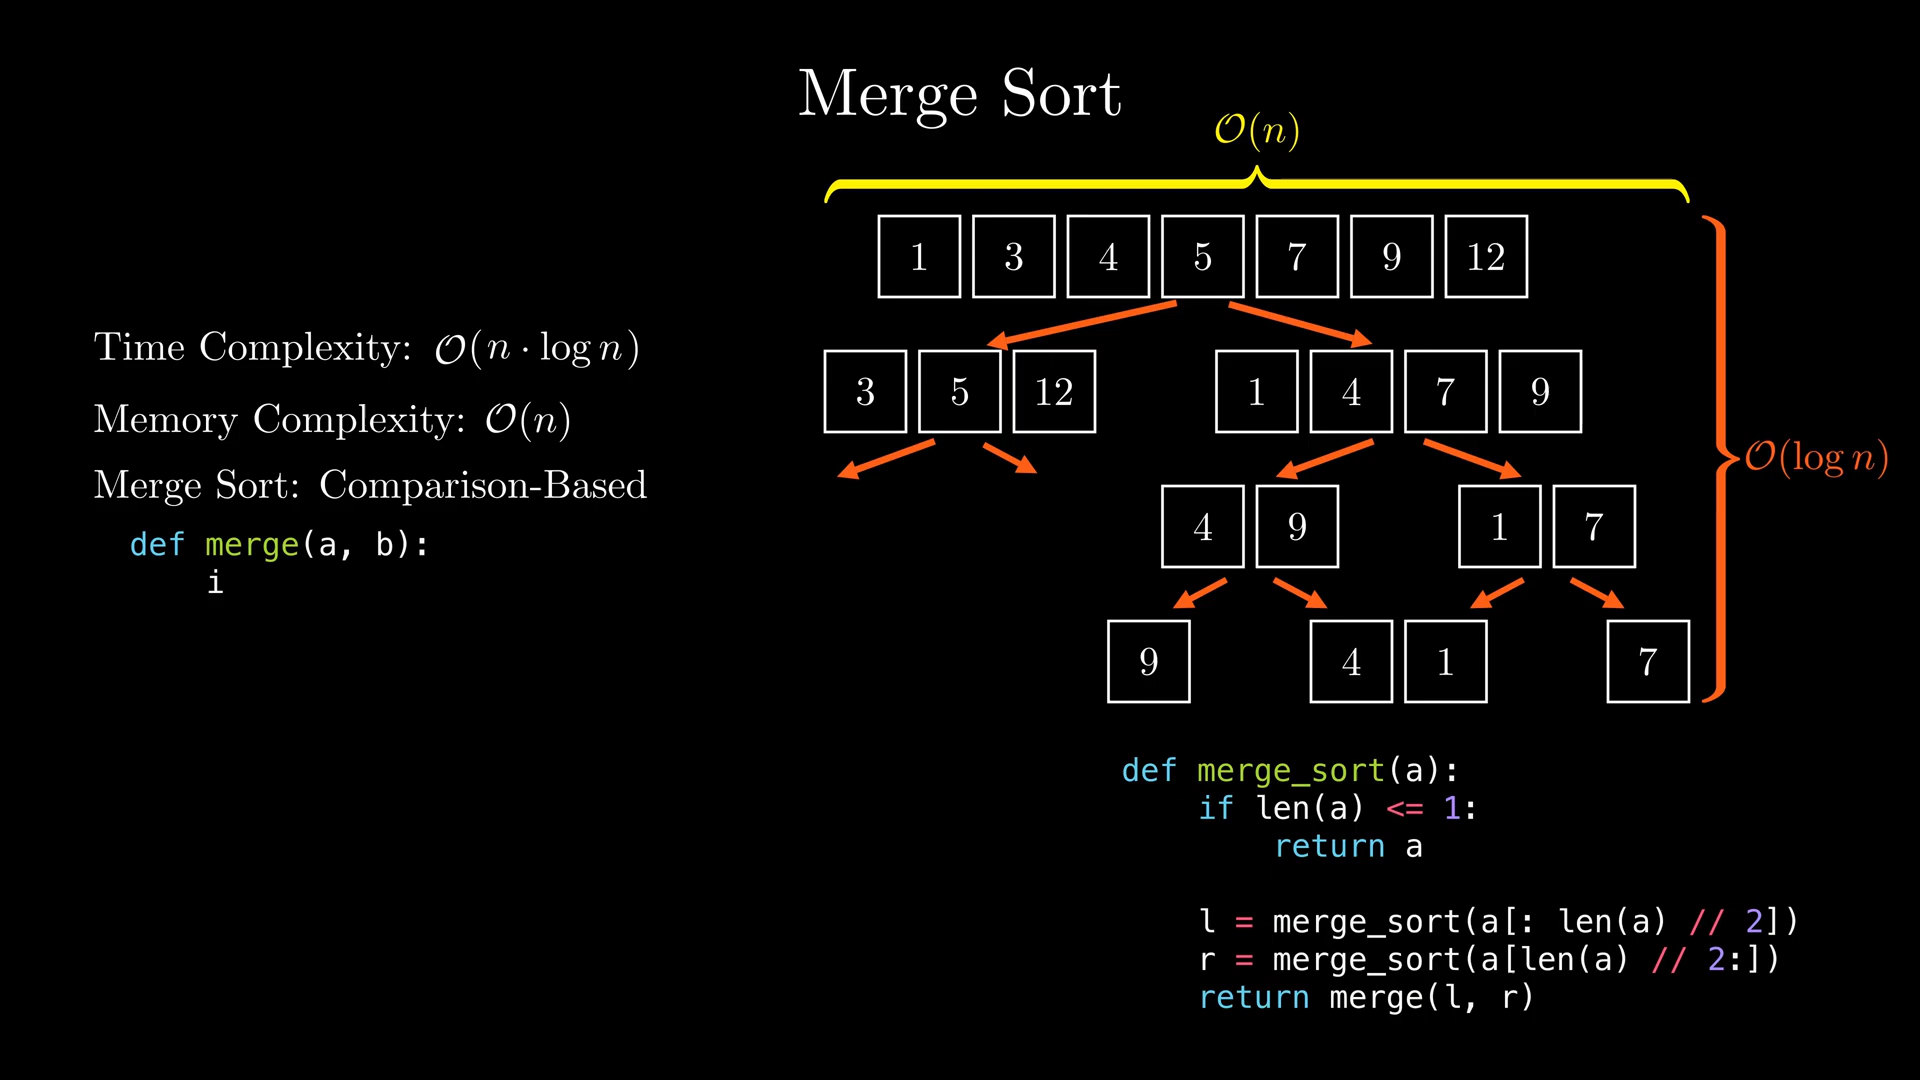 Merge Sort
𝒪(n)
1 3 4 5 7 9 12
3 5 12 1 4 7 9
Time Complexity: 𝒪(n · log n)
Memory Complexity: 𝒪(n)
𝒪(log n)
Merge Sort: Comparison-Based
4 9 1 7
def merge(a, b):
    i
9 4 1 7
def merge_sort(a):
    if len(a) <= 1:
        return a
    l = merge_sort(a[: len(a) // 2])
    r = merge_sort(a[len(a) // 2:])
    return merge(l, r)